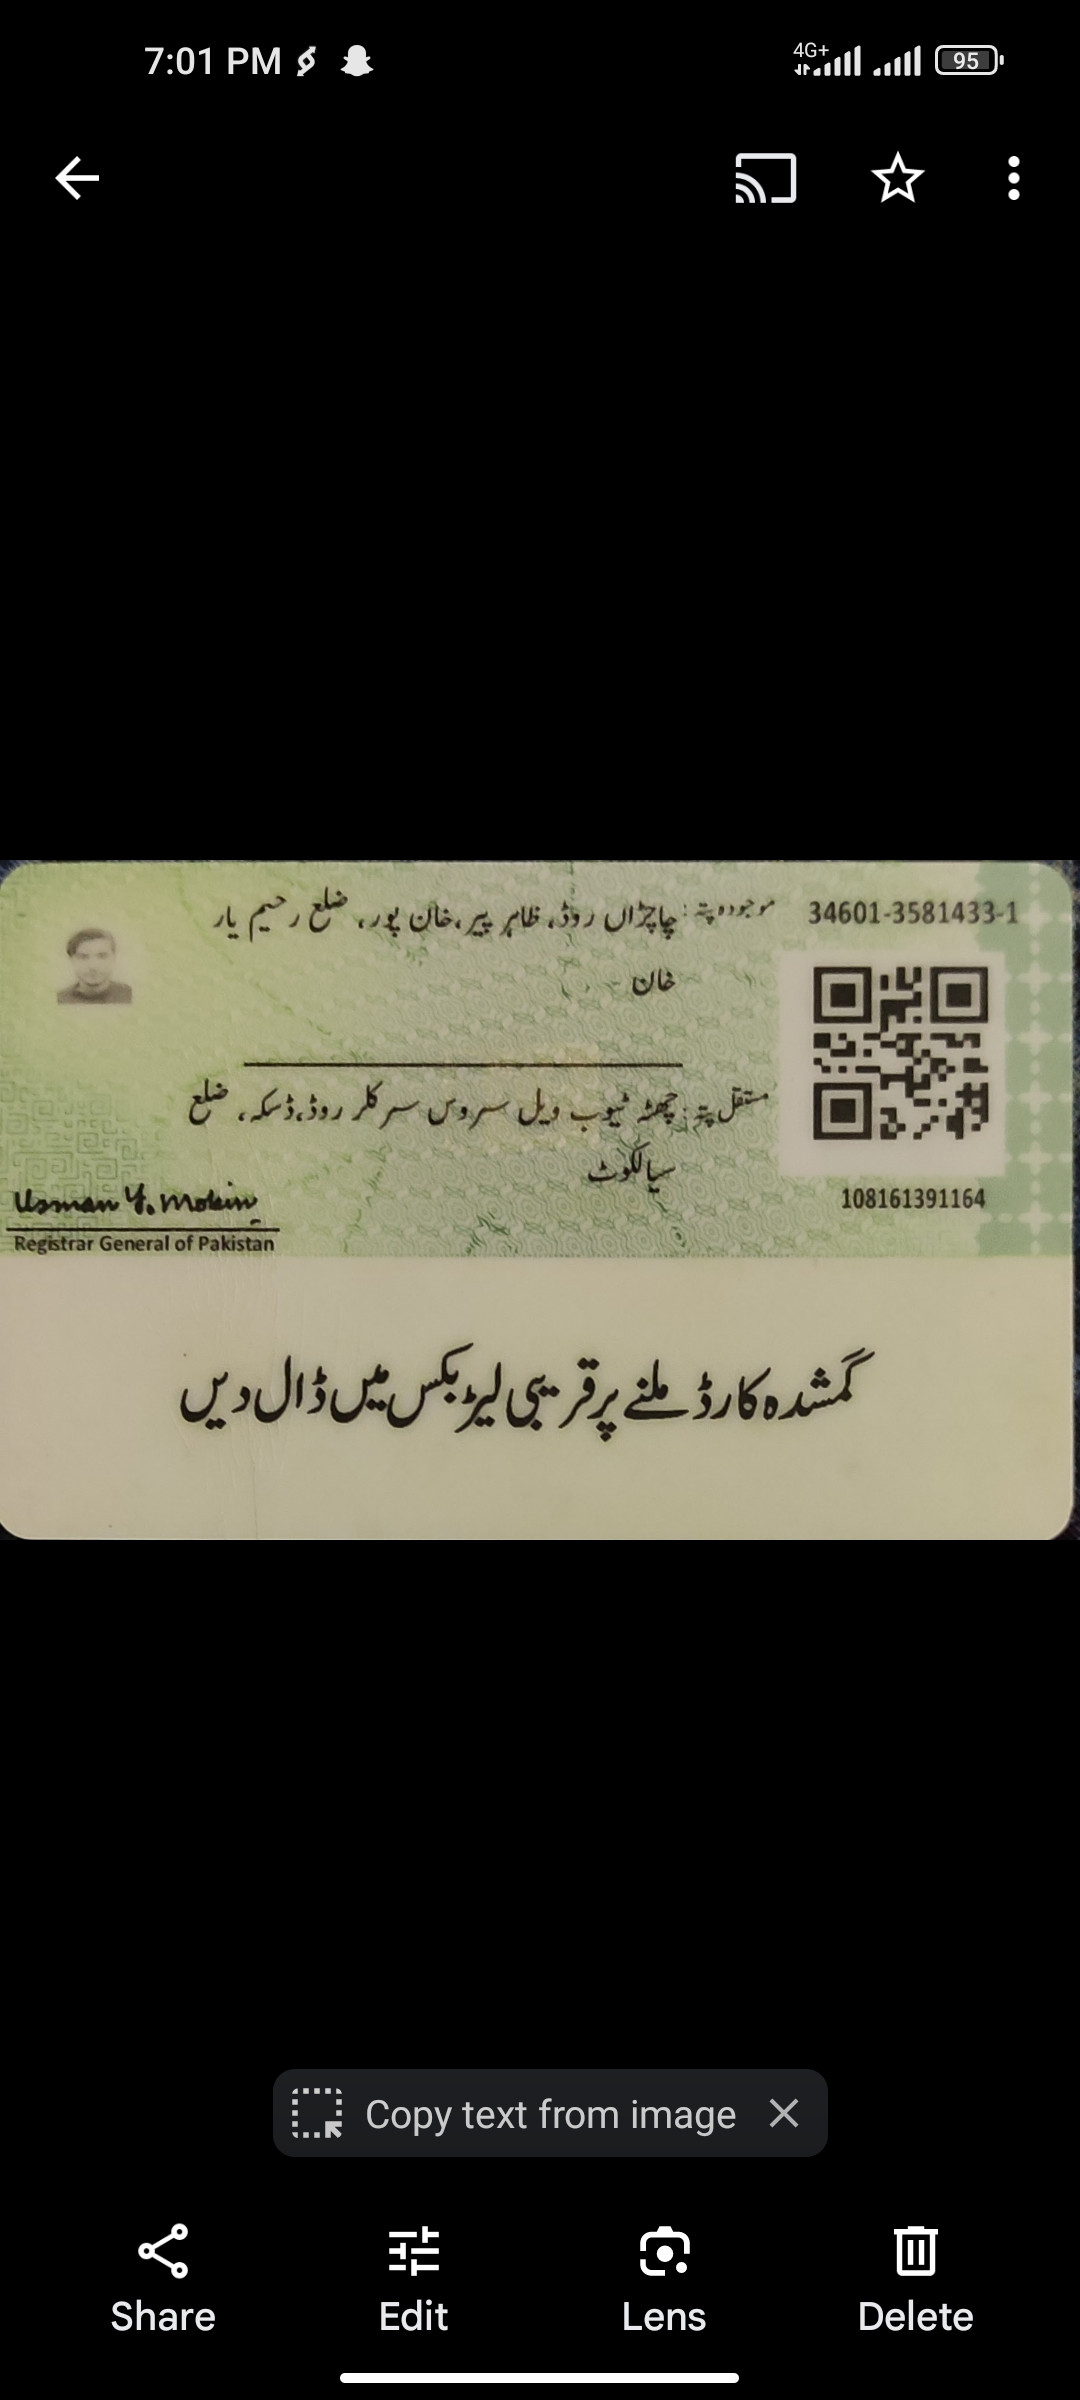 7:01 PM
4G+
95
موجودہ پتہ: چاچڑاں روڈ، ظاہر پیر، خان پور، ضلع رحیم یار
خان
34601-3581433-1
مستقل پتہ: چھٹہ ٹیوب ویل سروس سرکلر روڈ، ڈسکہ، ضلع
سیالکوٹ
108161391164
Usman Y. Mobin
Registrar General of Pakistan
گمشدہ کارڈ ملنے پر قریبی لیٹر بکس میں ڈال دیں
Copy text from image
Share
Edit
Lens
Delete